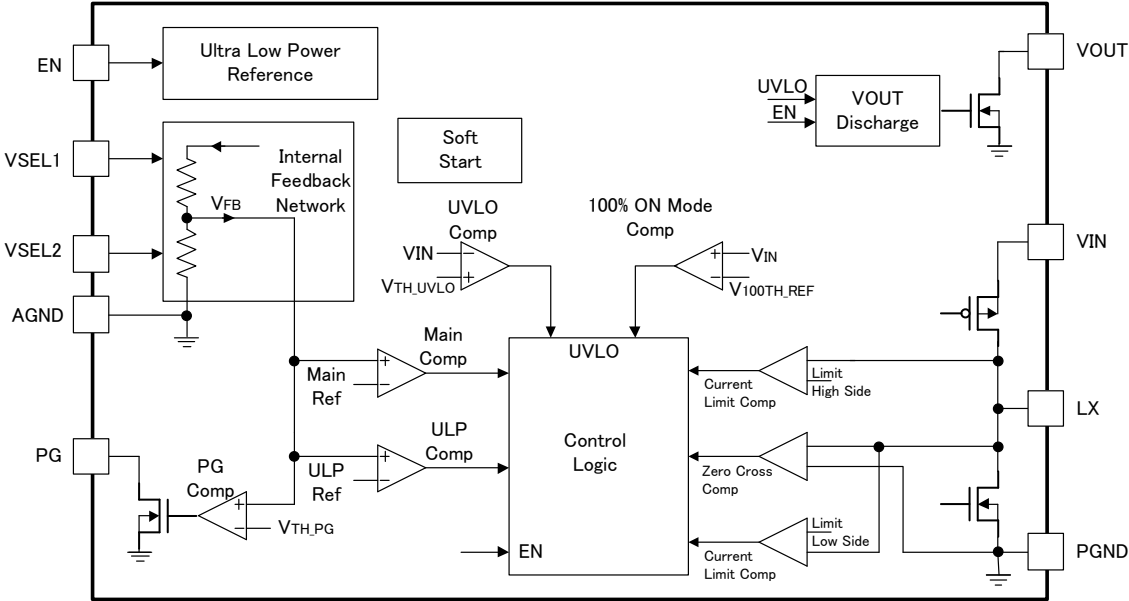 EN
Ultra Low Power
Reference
VOUT
UVLO
EN
VOUT
Discharge
VSEL1
Internal
Feedback
Network
VFB
Soft
Start
VSEL2
AGND
UVLO
Comp
VIN
VTH_UVLO
100% ON Mode
Comp
VIN
V100TH_REF
VIN
Main
Comp
Main
Ref
UVLO
Control
Logic
EN
Current
Limit Comp
Limit
High Side
LX
PG
PG
Comp
VTH_PG
ULP
Comp
ULP
Ref
Zero Cross
Comp
Current
Limit Comp
Limit
Low Side
PGND